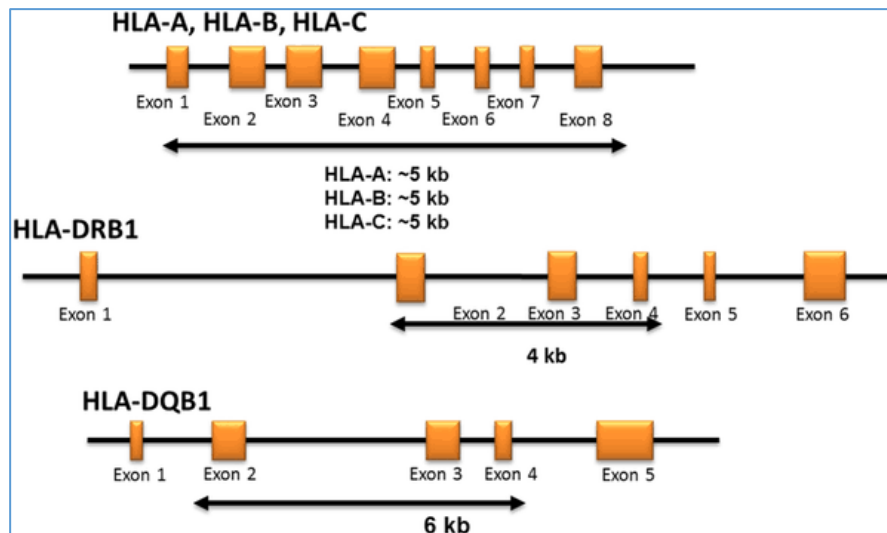 HLA-A, HLA-B, HLA-C
Exon 1
Exon 2
Exon 3
Exon 4
Exon 5
Exon 6
Exon 7
Exon 8
HLA-A: ~5 kb
HLA-B: ~5 kb
HLA-C: ~5 kb
HLA-DRB1
Exon 1
Exon 2
Exon 3
Exon 4
Exon 5
Exon 6
4 kb
HLA-DQB1
Exon 1
Exon 2
Exon 3
Exon 4
Exon 5
6 kb